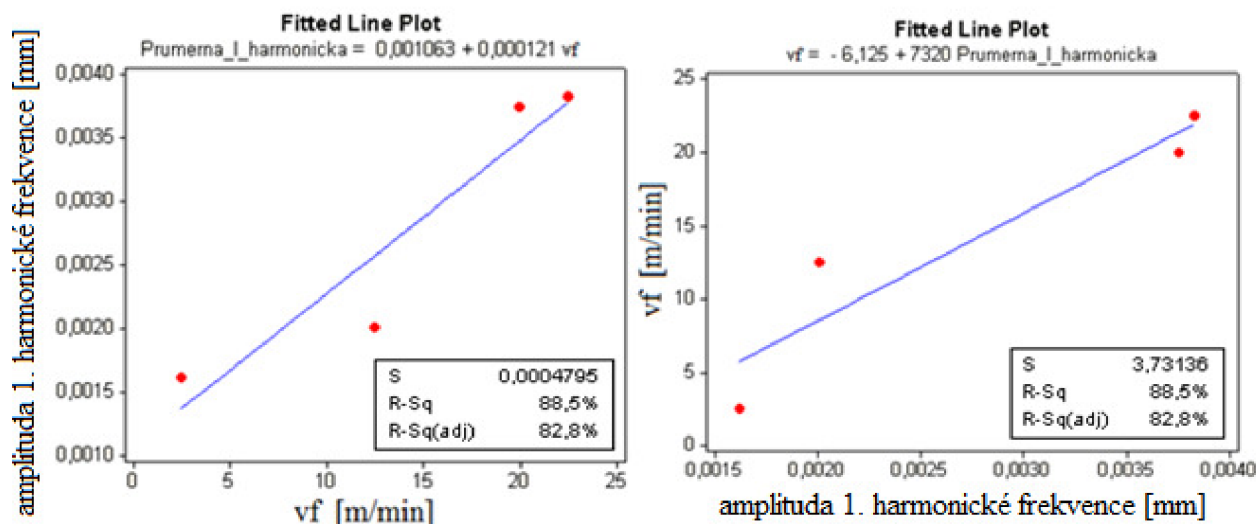 Fitted Line Plot
Prumerna_I_harmonicka = 0,001063 + 0,000121 vf
amplituda 1. harmonické frekvence [mm]
0,0040
0,0035
0,0030
0,0025
0,0020
0,0015
0,0010
S 0,0004795
R-Sq 88,5%
R-Sq(adj) 82,8%
0 5 10 15 20 25
vf [m/min]
Fitted Line Plot
vf = - 6,125 + 7320 Prumerna_I_harmonicka
vf [m/min]
25
20
15
10
5
0
S 3,73136
R-Sq 88,5%
R-Sq(adj) 82,8%
0,0015 0,0020 0,0025 0,0030 0,0035 0,0040
amplituda 1. harmonické frekvence [mm]